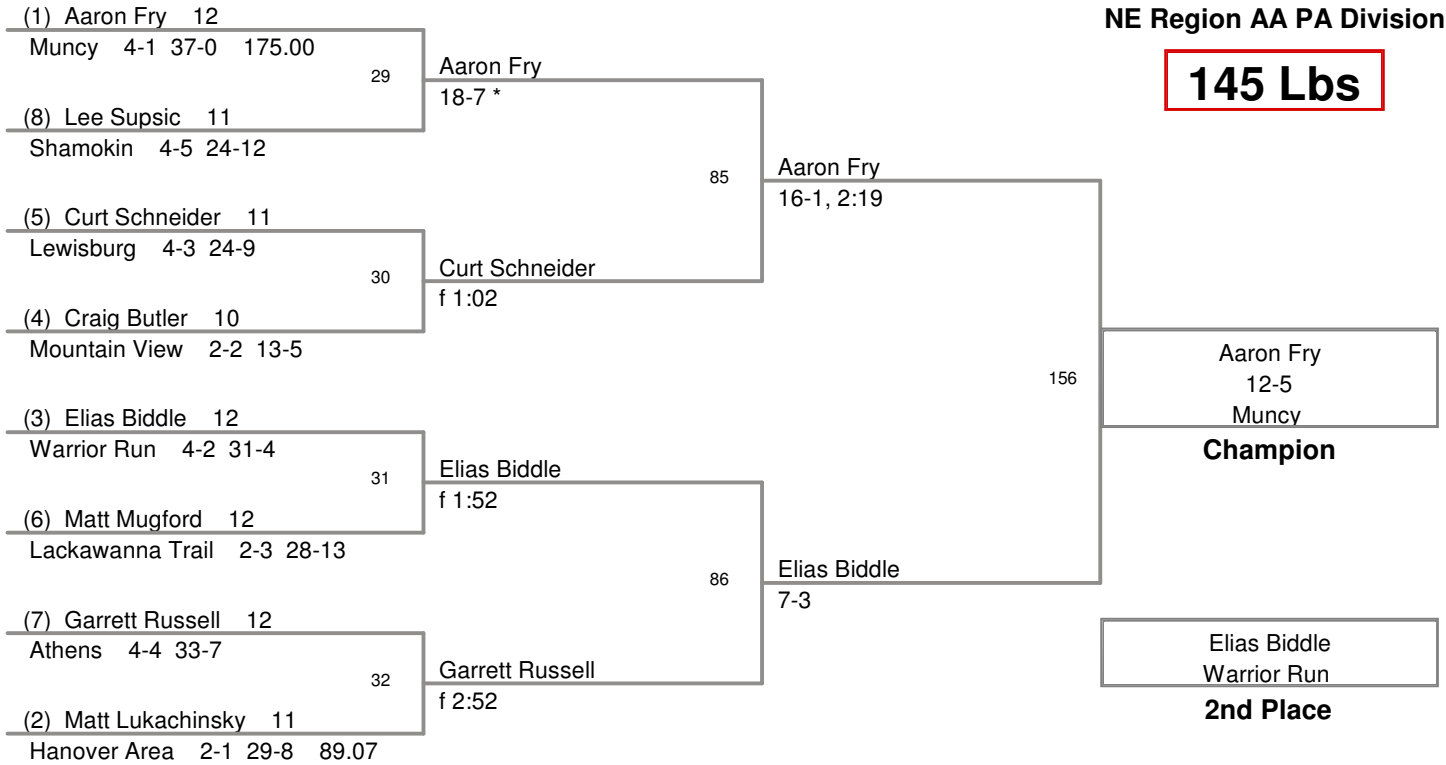 NE Region AA PA Division
145 Lbs
(1) Aaron Fry 12
Muncy 4-1 37-0 175.00
29
Aaron Fry
18-7 *
(8) Lee Supsic 11
Shamokin 4-5 24-12
85
Aaron Fry
16-1, 2:19
(5) Curt Schneider 11
Lewisburg 4-3 24-9
30
Curt Schneider
f 1:02
(4) Craig Butler 10
Mountain View 2-2 13-5
156
Aaron Fry
12-5
Muncy
Champion
(3) Elias Biddle 12
Warrior Run 4-2 31-4
31
Elias Biddle
f 1:52
(6) Matt Mugford 12
Lackawanna Trail 2-3 28-13
86
Elias Biddle
7-3
(7) Garrett Russell 12
Athens 4-4 33-7
32
Garrett Russell
f 2:52
(2) Matt Lukachinsky 11
Hanover Area 2-1 29-8 89.07
Elias Biddle
Warrior Run
2nd Place